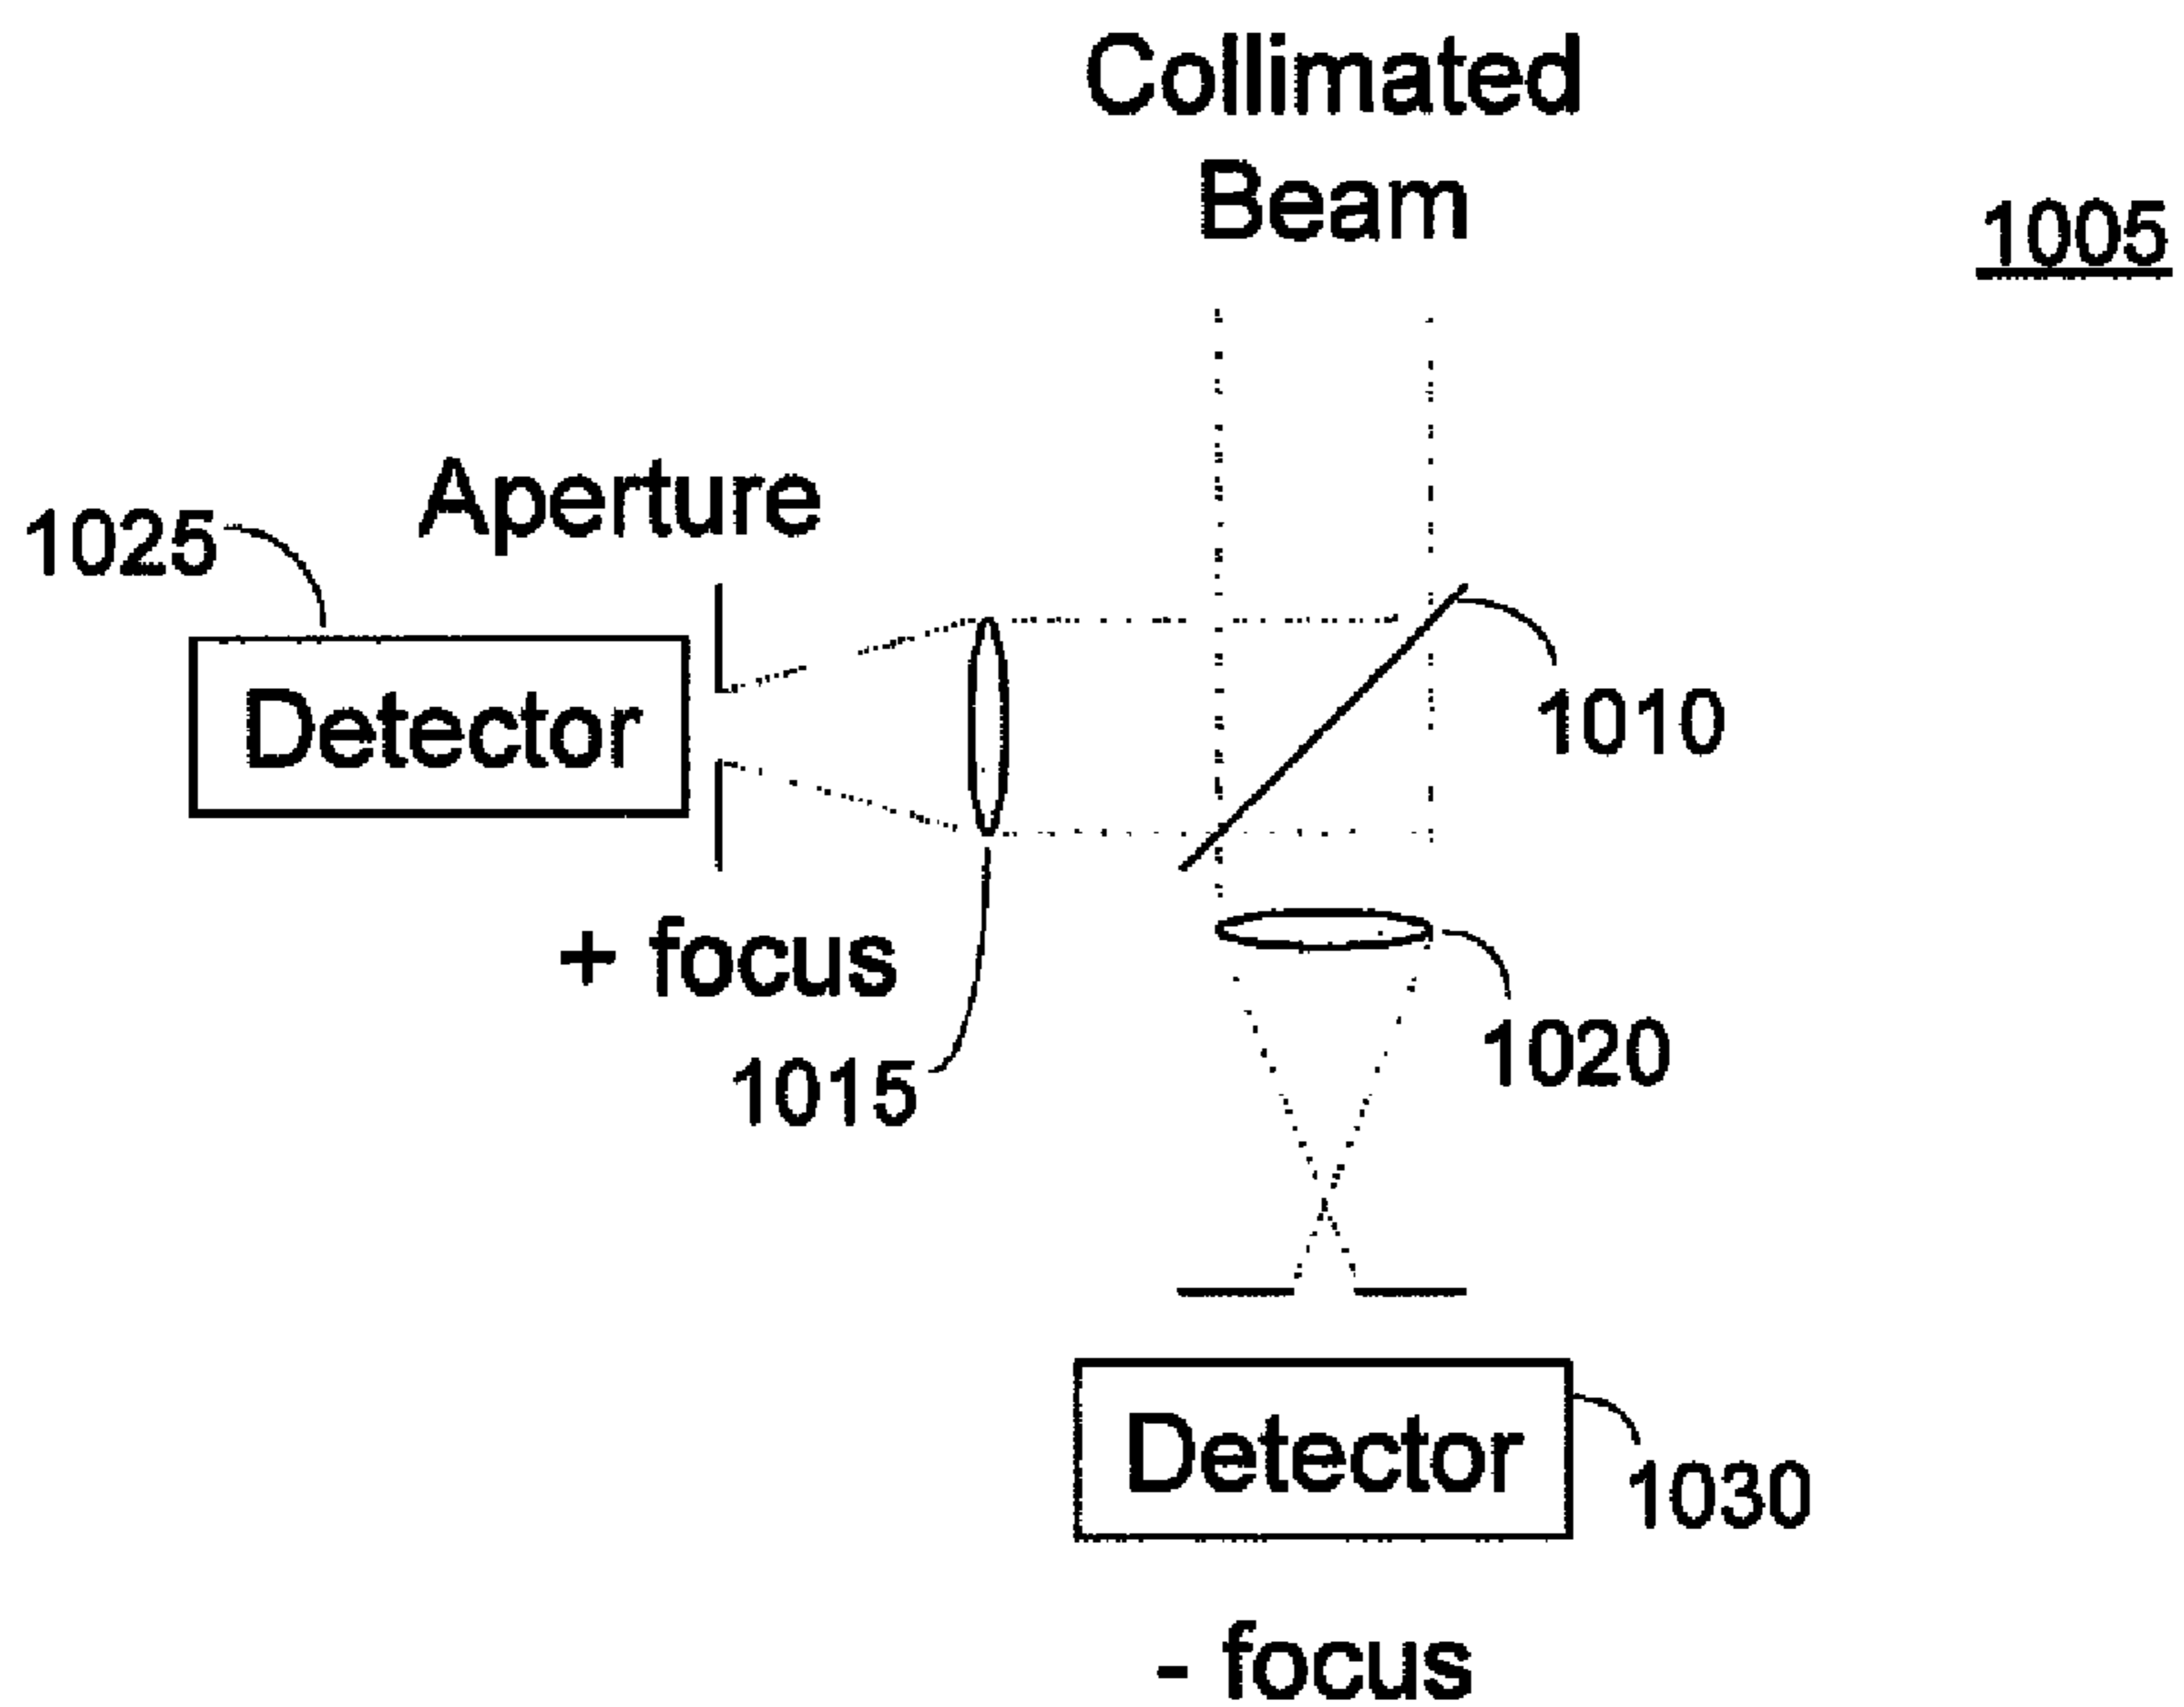 Collimated
Beam
1005
Aperture
1025
Detector
1010
+ focus
1015
1020
Detector
1030
- focus